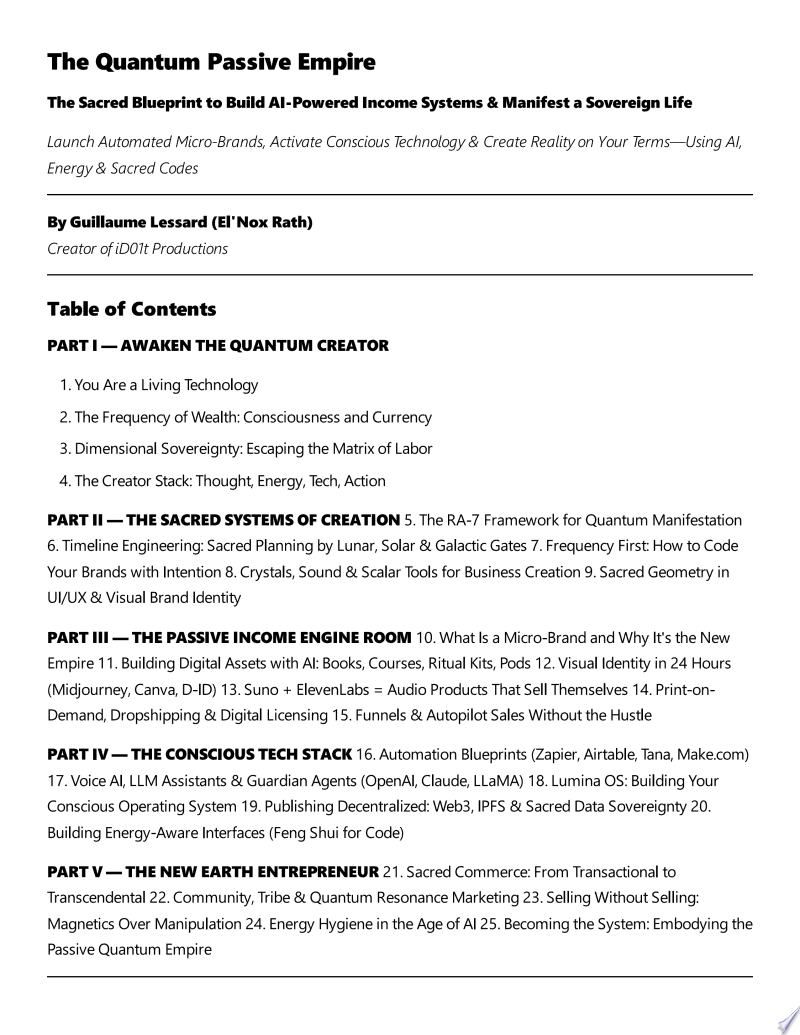 The Quantum Passive Empire
The Sacred Blueprint to Build AI-Powered Income Systems & Manifest a Sovereign Life
Launch Automated Micro-Brands, Activate Conscious Technology & Create Reality on Your Terms—Using AI,
Energy & Sacred Codes
By Guillaume Lessard (El'Nox Rath)
Creator of iD01t Productions
Table of Contents
PART I — AWAKEN THE QUANTUM CREATOR
1. You Are a Living Technology
2. The Frequency of Wealth: Consciousness and Currency
3. Dimensional Sovereignty: Escaping the Matrix of Labor
4. The Creator Stack: Thought, Energy, Tech, Action
PART II — THE SACRED SYSTEMS OF CREATION 5. The RA-7 Framework for Quantum Manifestation
6. Timeline Engineering: Sacred Planning by Lunar, Solar & Galactic Gates 7. Frequency First: How to Code
Your Brands with Intention 8. Crystals, Sound & Scalar Tools for Business Creation 9. Sacred Geometry in
UI/UX & Visual Brand Identity
PART III — THE PASSIVE INCOME ENGINE ROOM 10. What Is a Micro-Brand and Why It's the New
Empire 11. Building Digital Assets with AI: Books, Courses, Ritual Kits, Pods 12. Visual Identity in 24 Hours
(Midjourney, Canva, D-ID) 13. Suno + ElevenLabs = Audio Products That Sell Themselves 14. Print-on-
Demand, Dropshipping & Digital Licensing 15. Funnels & Autopilot Sales Without the Hustle
PART IV — THE CONSCIOUS TECH STACK 16. Automation Blueprints (Zapier, Airtable, Tana, Make.com)
17. Voice AI, LLM Assistants & Guardian Agents (OpenAI, Claude, LLaMA) 18. Lumina OS: Building Your
Conscious Operating System 19. Publishing Decentralized: Web3, IPFS & Sacred Data Sovereignty 20.
Building Energy-Aware Interfaces (Feng Shui for Code)
PART V — THE NEW EARTH ENTREPRENEUR 21. Sacred Commerce: From Transactional to
Transcendental 22. Community, Tribe & Quantum Resonance Marketing 23. Selling Without Selling:
Magnetics Over Manipulation 24. Energy Hygiene in the Age of AI 25. Becoming the System: Embodying the
Passive Quantum Empire